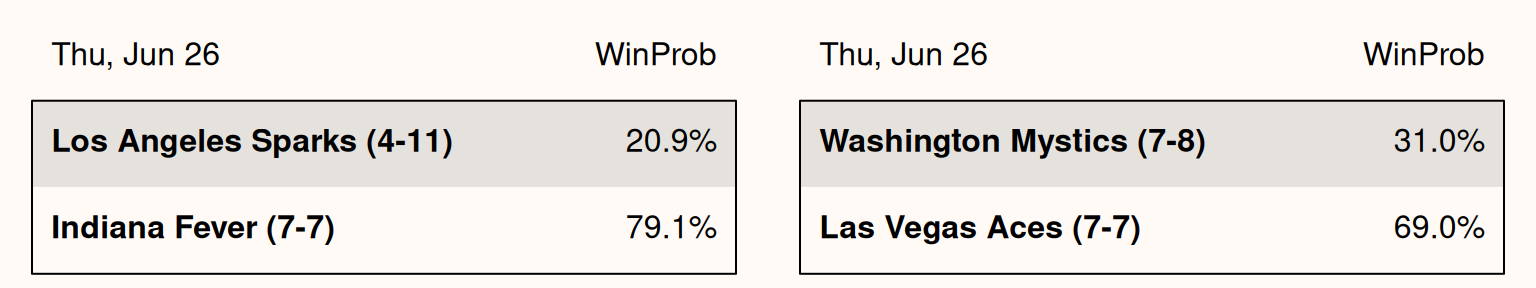 Thu, Jun 26 WinProb
Los Angeles Sparks (4-11) 20.9%
Indiana Fever (7-7) 79.1%
Thu, Jun 26 WinProb
Washington Mystics (7-8) 31.0%
Las Vegas Aces (7-7) 69.0%